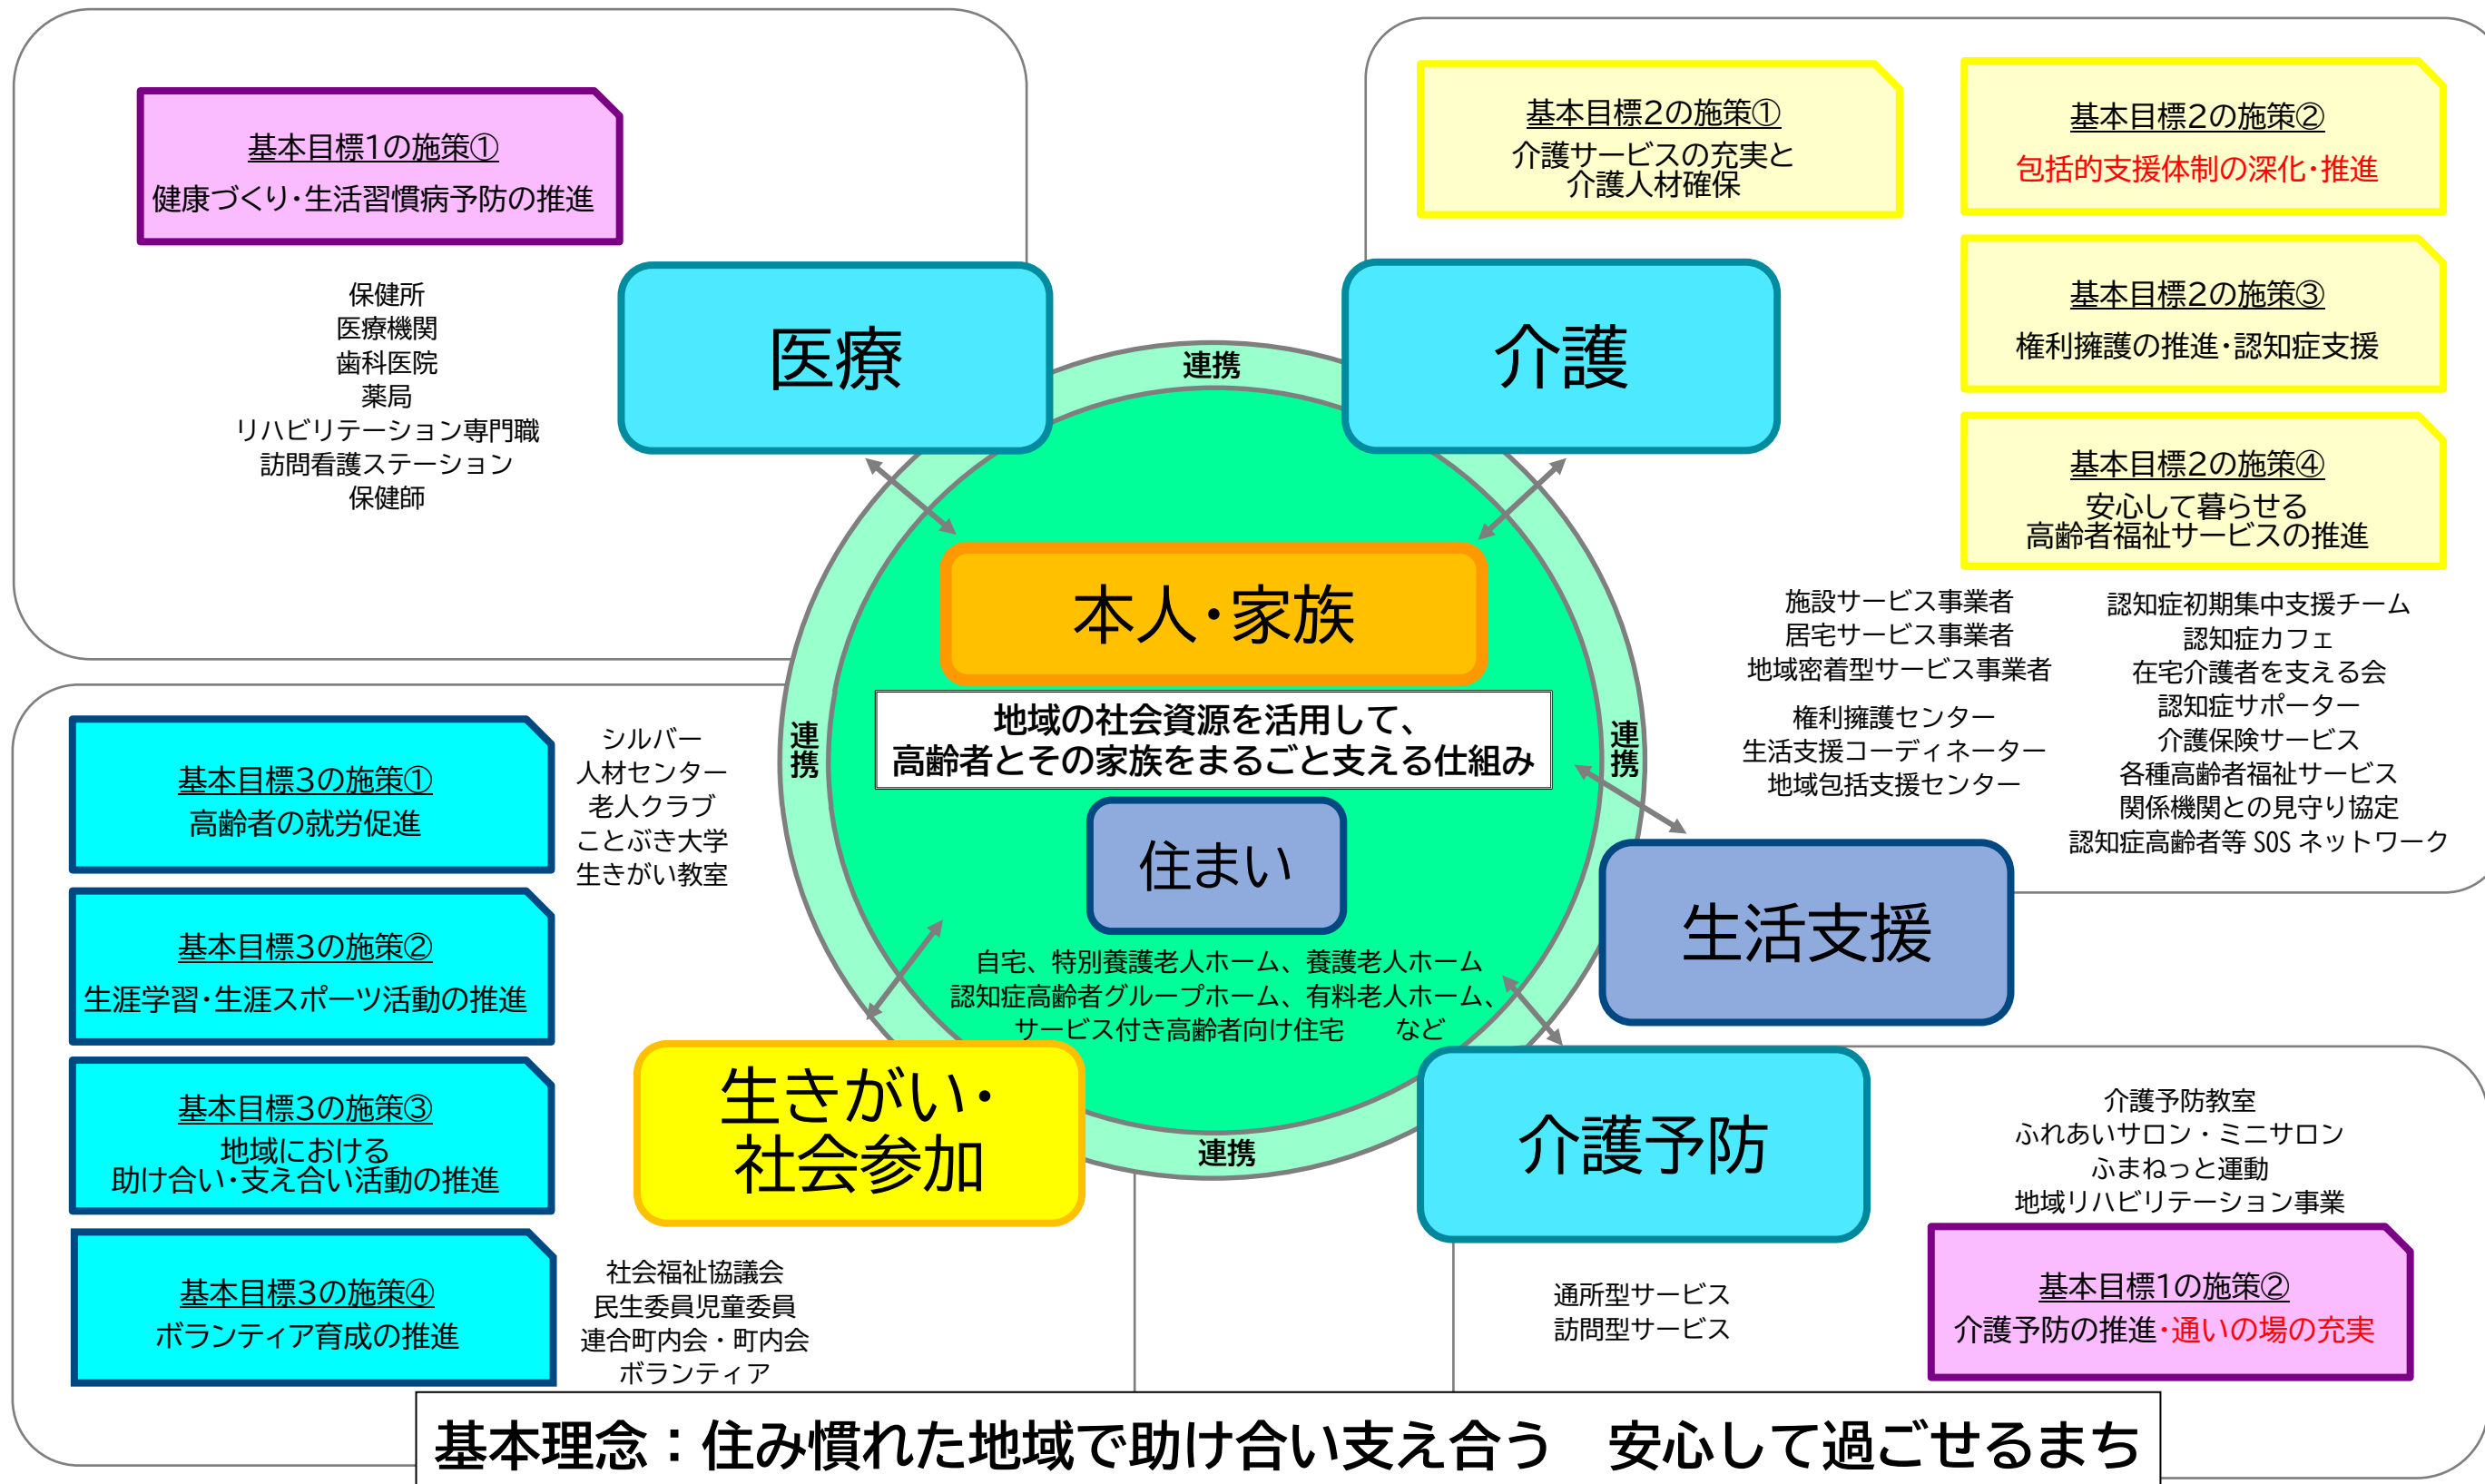 基本目標1の施策①
健康づくり・生活習慣病予防の推進
保健所
医療機関
歯科医院
薬局
リハビリテーション専門職
訪問看護ステーション
保健師
医療
基本目標2の施策①
介護サービスの充実と
介護人材確保
基本目標2の施策②
包括的支援体制の深化・推進
基本目標2の施策③
権利擁護の推進・認知症支援
基本目標2の施策④
安心して暮らせる
高齢者福祉サービスの推進
介護
施設サービス事業者
居宅サービス事業者
地域密着型サービス事業者
権利擁護センター
生活支援コーディネーター
地域包括支援センター
認知症初期集中支援チーム
認知症カフェ
在宅介護者を支える会
認知症サポーター
介護保険サービス
各種高齢者福祉サービス
関係機関との見守り協定
認知症高齢者等 SOS ネットワーク
連携
本人・家族
地域の社会資源を活用して、
高齢者とその家族をまるごと支える仕組み
連携
連携
住まい
自宅、特別養護老人ホーム、養護老人ホーム
認知症高齢者グループホーム、有料老人ホーム、
サービス付き高齢者向け住宅　など
連携
生活支援
基本目標3の施策①
高齢者の就労促進
基本目標3の施策②
生涯学習・生涯スポーツ活動の推進
基本目標3の施策③
地域における
助け合い・支え合い活動の推進
基本目標3の施策④
ボランティア育成の推進
シルバー
人材センター
老人クラブ
ことぶき大学
生きがい教室
生きがい・
社会参加
社会福祉協議会
民生委員児童委員
連合町内会・町内会
ボランティア
介護予防
介護予防教室
ふれあいサロン・ミニサロン
ふまねっと運動
地域リハビリテーション事業
通所型サービス
訪問型サービス
基本目標1の施策②
介護予防の推進・通いの場の充実
基本理念：住み慣れた地域で助け合い支え合う　安心して過ごせるまち